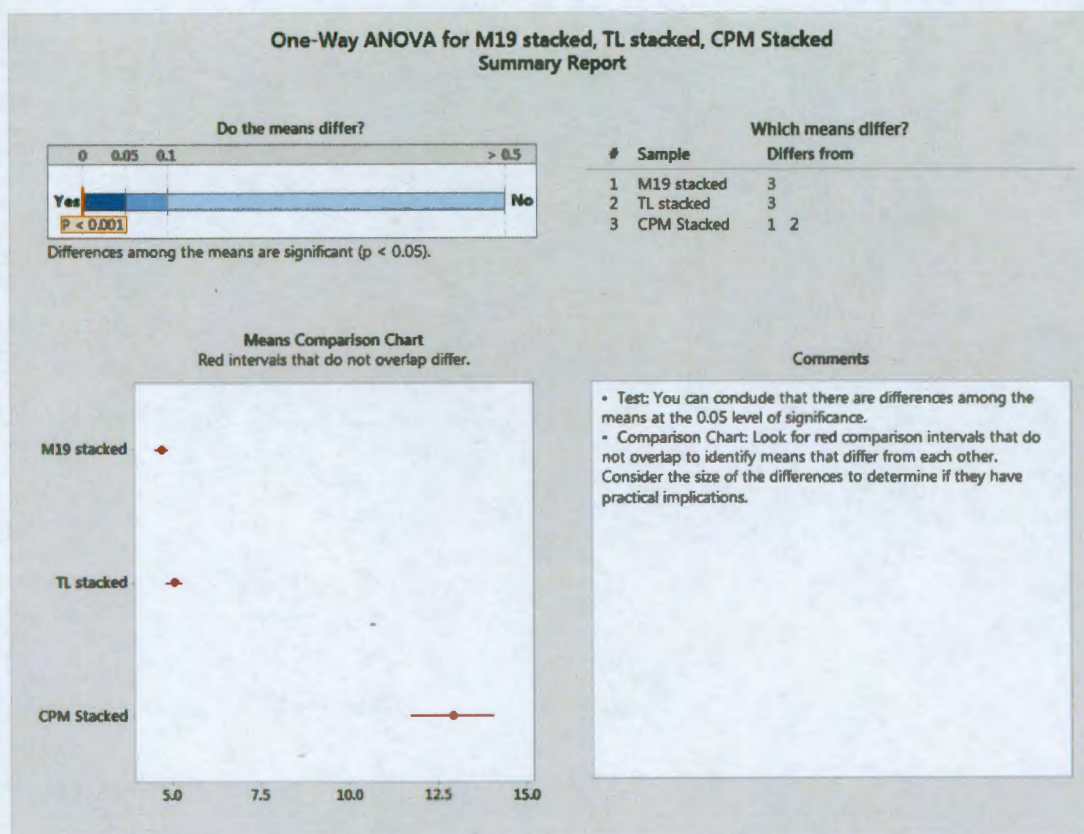 One-Way ANOVA for M19 stacked, TL stacked, CPM Stacked
Summary Report
Do the means differ?
0 0.05 0.1 > 0.5
Yes No
P < 0.001
Differences among the means are significant (p < 0.05).
Which means differ?
# Sample Differs from
1 M19 stacked 3
2 TL stacked 3
3 CPM Stacked 1 2
Means Comparison Chart
Red intervals that do not overlap differ.
M19 stacked
TL stacked
CPM Stacked
5.0 7.5 10.0 12.5 15.0
Comments
• Test: You can conclude that there are differences among the
means at the 0.05 level of significance.
• Comparison Chart: Look for red comparison intervals that do
not overlap to identify means that differ from each other.
Consider the size of the differences to determine if they have
practical implications.